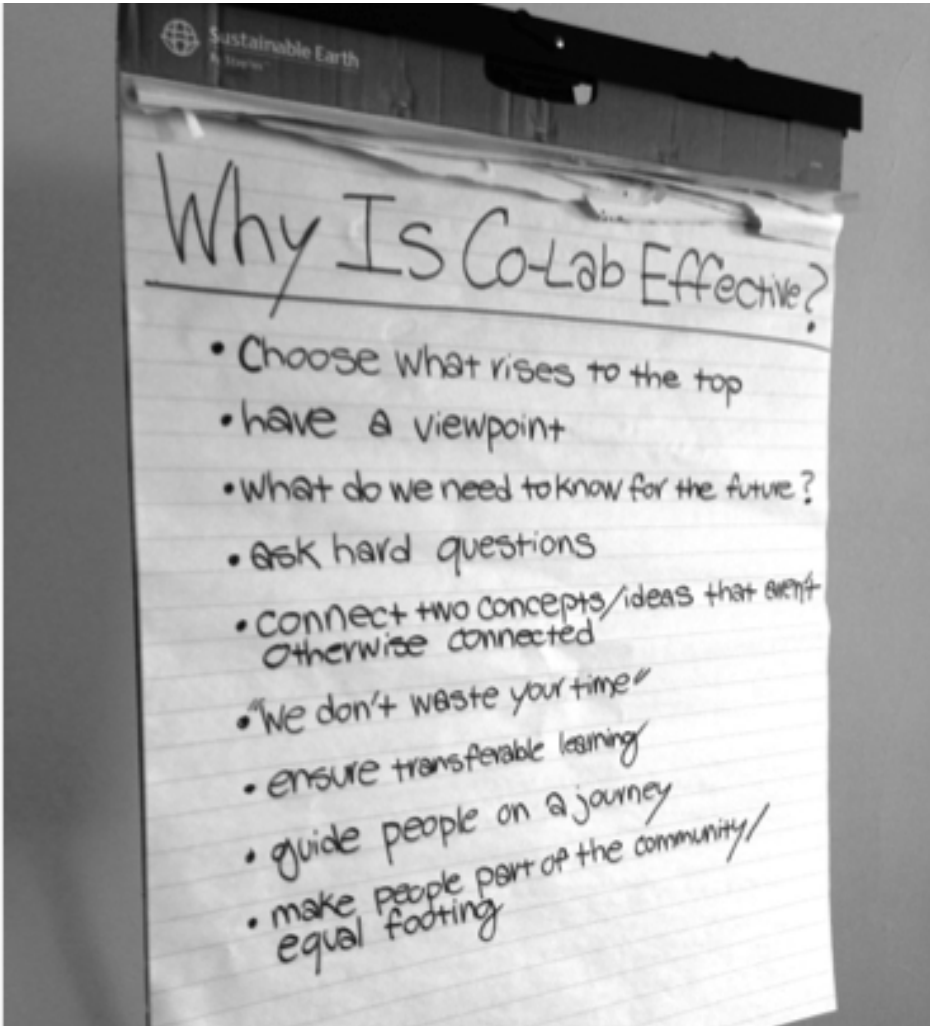 Sustainable Earth
By Staples
Why Is Co-Lab Effective?
• Choose what rises to the top
• have a viewpoint
• what do we need to know for the future?
• ask hard questions
• connect two concepts/ideas that aren't
otherwise connected
• "We don't waste your time"
• ensure transferable learning
• guide people on a journey
• make people part of the community/
equal footing